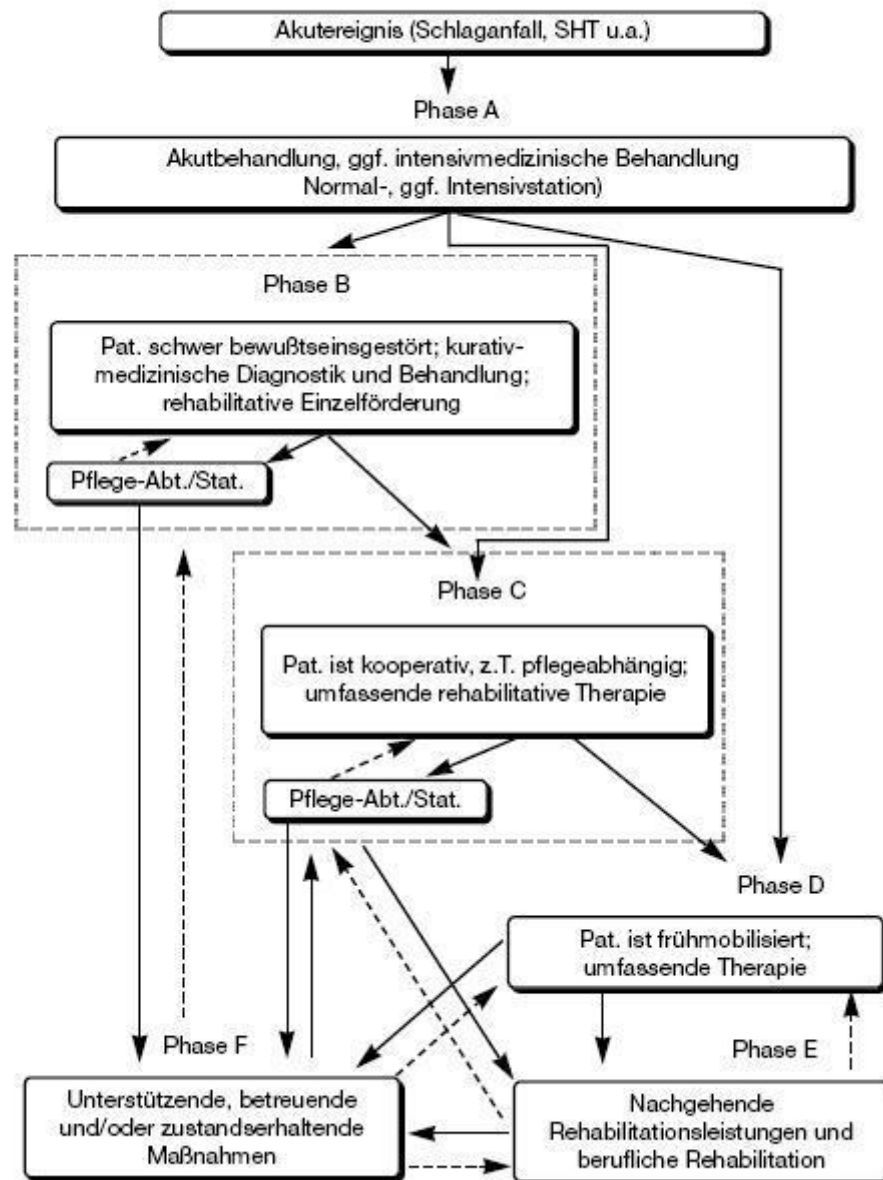 Akutereignis (Schlaganfall, SHT u.a.)
Phase A
Akutbehandlung, ggf. intensivmedizinische Behandlung
Normal-, ggf. Intensivstation)
Phase B
Pat. schwer bewußtseinsgestört; kurativ-
medizinische Diagnostik und Behandlung;
rehabilitative Einzelförderung
Pflege-Abt./Stat.
Phase C
Pat. ist kooperativ, z.T. pflegeabhängig;
umfassende rehabilitative Therapie
Pflege-Abt./Stat.
Phase D
Pat. ist frühmobilisiert;
umfassende Therapie
Phase F
Phase E
Unterstützende, betreuende
und/oder zustandserhaltende
Maßnahmen
Nachgehende
Rehabilitationsleistungen und
berufliche Rehabilitation